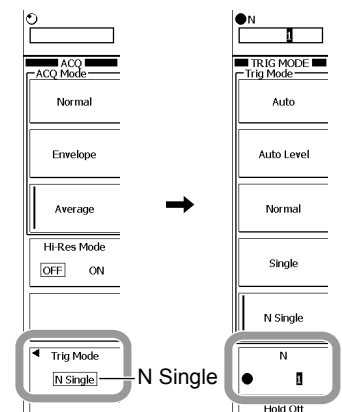 ACQ
ACQ Mode
Normal
Envelope
Average
Hi-Res Mode
OFF ON
Trig Mode
N Single
N Single
N
1
TRIG MODE
Trig Mode
Auto
Auto Level
Normal
Single
N Single
N
1
Hold Off